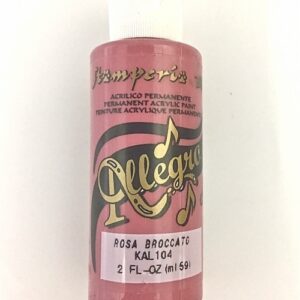 Stamperia
ACRILICO PERMANENTE
PERMANENT ACRYLIC PAINT
PEINTURE ACRYLIQUE PERMANENTE
Allegro
ROSA BROCCATO
KAL104
2 FL-OZ (ml 59)